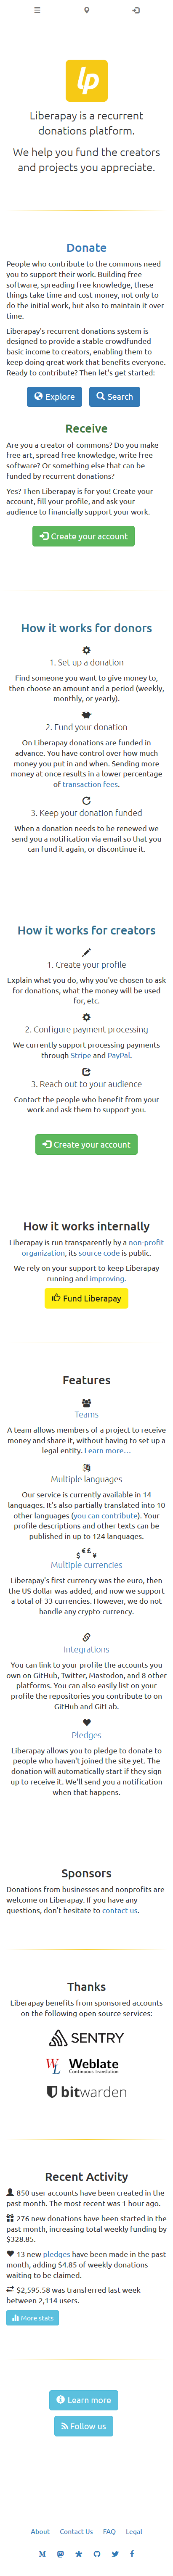 lp
Liberapay is a recurrent
donations platform.
We help you fund the creators
and projects you appreciate.
Donate
People who contribute to the commons need
you to support their work. Building free
software, spreading free knowledge, these
things take time and cost money, not only to
do the initial work, but also to maintain it over
time.
Liberapay's recurrent donations system is
designed to provide a stable crowdfunded
basic income to creators, enabling them to
keep doing great work that benefits everyone.
Ready to contribute? Then let's get started:
Explore
Search
Receive
Are you a creator of commons? Do you make
free art, spread free knowledge, write free
software? Or something else that can be
funded by recurrent donations?
Yes? Then Liberapay is for you! Create your
account, fill your profile, and ask your
audience to financially support your work.
Create your account
How it works for donors
1. Set up a donation
Find someone you want to give money to,
then choose an amount and a period (weekly,
monthly, or yearly).
2. Fund your donation
On Liberapay donations are funded in
advance. You have control over how much
money you put in and when. Sending more
money at once results in a lower percentage
of transaction fees.
3. Keep your donation funded
When a donation needs to be renewed we
send you a notification via email so that you
can fund it again, or discontinue it.
How it works for creators
1. Create your profile
Explain what you do, why you've chosen to ask
for donations, what the money will be used
for, etc.
2. Configure payment processing
We currently support processing payments
through Stripe and PayPal.
3. Reach out to your audience
Contact the people who benefit from your
work and ask them to support you.
Create your account
How it works internally
Liberapay is run transparently by a non-profit
organization, its source code is public.
We rely on your support to keep Liberapay
running and improving.
Fund Liberapay
Features
Teams
A team allows members of a project to receive
money and share it, without having to set up a
legal entity. Learn more…
Multiple languages
Our service is currently available in 14
languages. It's also partially translated into 10
other languages (you can contribute). Your
profile descriptions and other texts can be
published in up to 124 languages.
$ € £ ¥
Multiple currencies
Liberapay's first currency was the euro, then
the US dollar was added, and now we support
a total of 33 currencies. However, we do not
handle any crypto-currency.
Integrations
You can link to your profile the accounts you
own on GitHub, Twitter, Mastodon, and 8 other
platforms. You can also easily list on your
profile the repositories you contribute to on
GitHub and GitLab.
Pledges
Liberapay allows you to pledge to donate to
people who haven't joined the site yet. The
donation will automatically start if they sign
up to receive it. We'll send you a notification
when that happens.
Sponsors
Donations from businesses and nonprofits are
welcome on Liberapay. If you have any
questions, don't hesitate to contact us.
Thanks
Liberapay benefits from sponsored accounts
on the following open source services:
SENTRY
WL Weblate
Continuous translation
bitwarden
Recent Activity
850 user accounts have been created in the
past month. The most recent was 1 hour ago.
276 new donations have been started in the
past month, increasing total weekly funding by
$328.85.
13 new pledges have been made in the past
month, adding $4.85 of weekly donations
waiting to be claimed.
$2,595.58 was transferred last week
between 2,114 users.
More stats
Learn more
Follow us
About Contact Us FAQ Legal